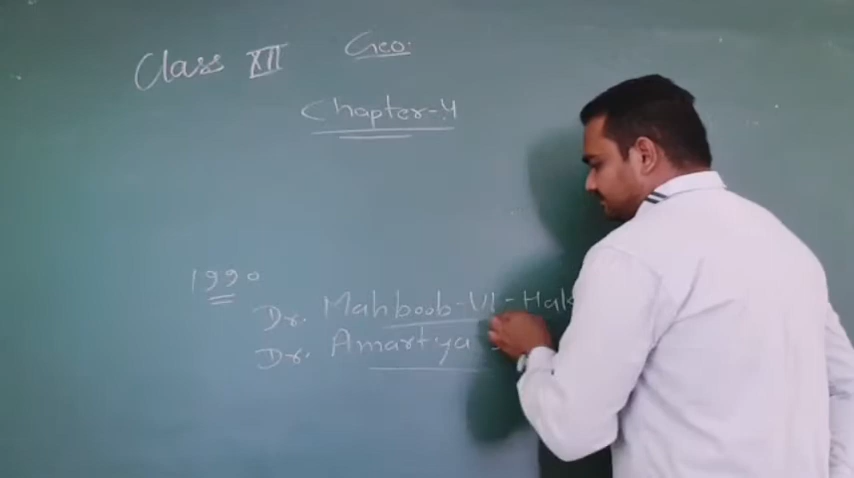 Class XII Geo.
Chapter-4
1990
Dr. Mahboob-Ul-Hak
Dr. Amartya